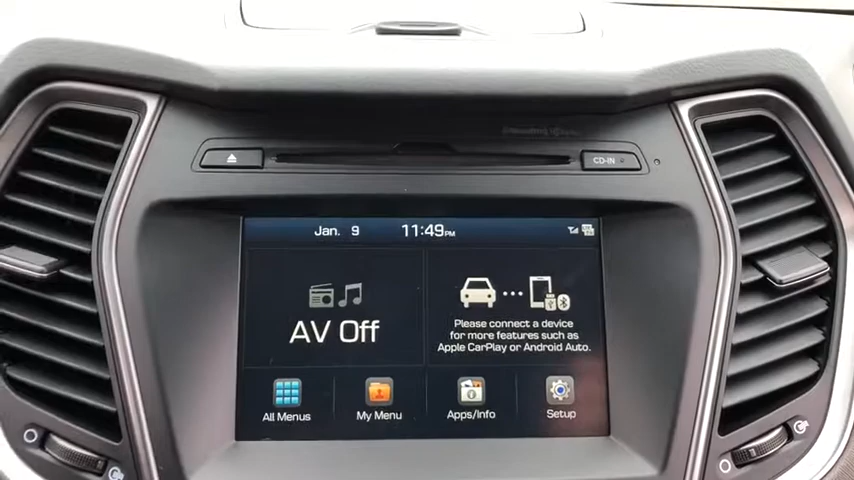 CD-IN
Jan. 9 11:49PM
AV Off
Please connect a device
for more features such as
Apple CarPlay or Android Auto.
All Menus
My Menu
Apps/Info
Setup